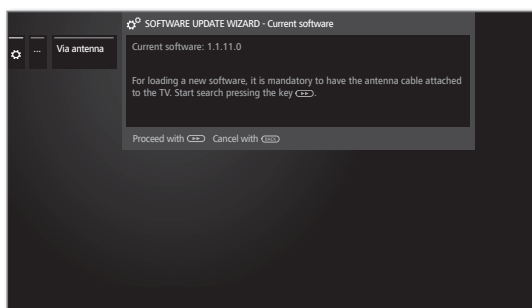 SOFTWARE UPDATE WIZARD - Current software
... Via antenna
Current software: 1.1.11.0
For loading a new software, it is mandatory to have the antenna cable attached
to the TV. Start search pressing the key.
Proceed with Cancel with BACK